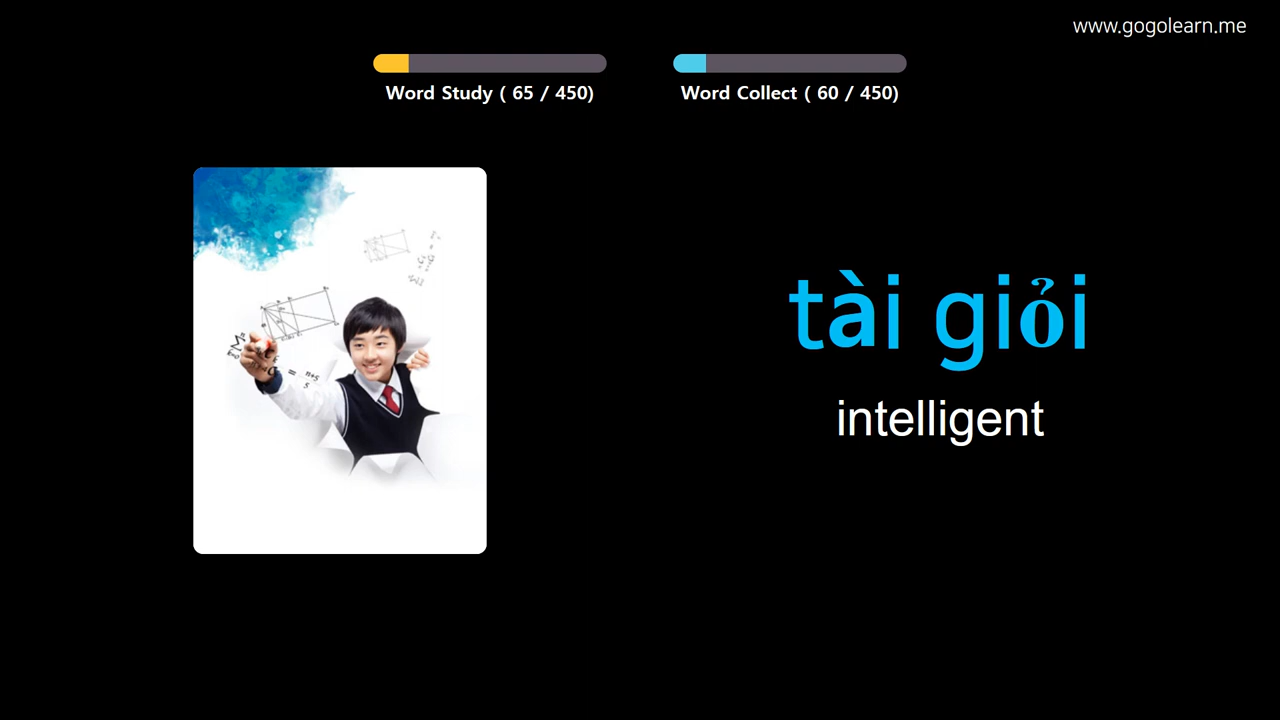 www.gogolearn.me
Word Study ( 65 / 450)
Word Collect ( 60 / 450)
tài giỏi
intelligent